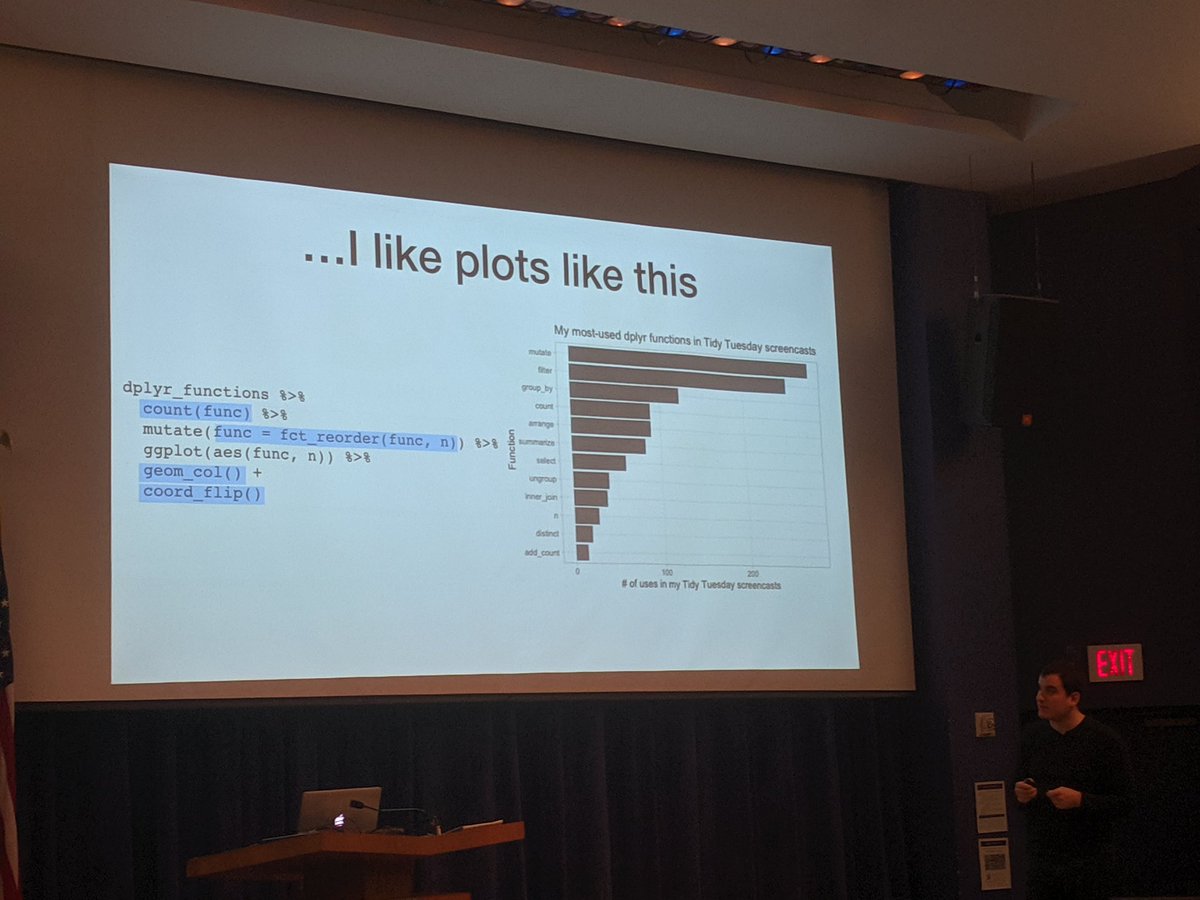 ...I like plots like this
dplyr_functions %>%
count(func) %>%
mutate(func = fct_reorder(func, n)) %>%
ggplot(aes(func, n)) %>%
geom_col() +
coord_flip()
My most-used dplyr functions in Tidy Tuesday screencasts
Function
mutate
filter
group_by
count
arrange
summarize
select
ungroup
inner_join
n
distinct
add_count
0 100 200
# of uses in my Tidy Tuesday screencasts
EXIT